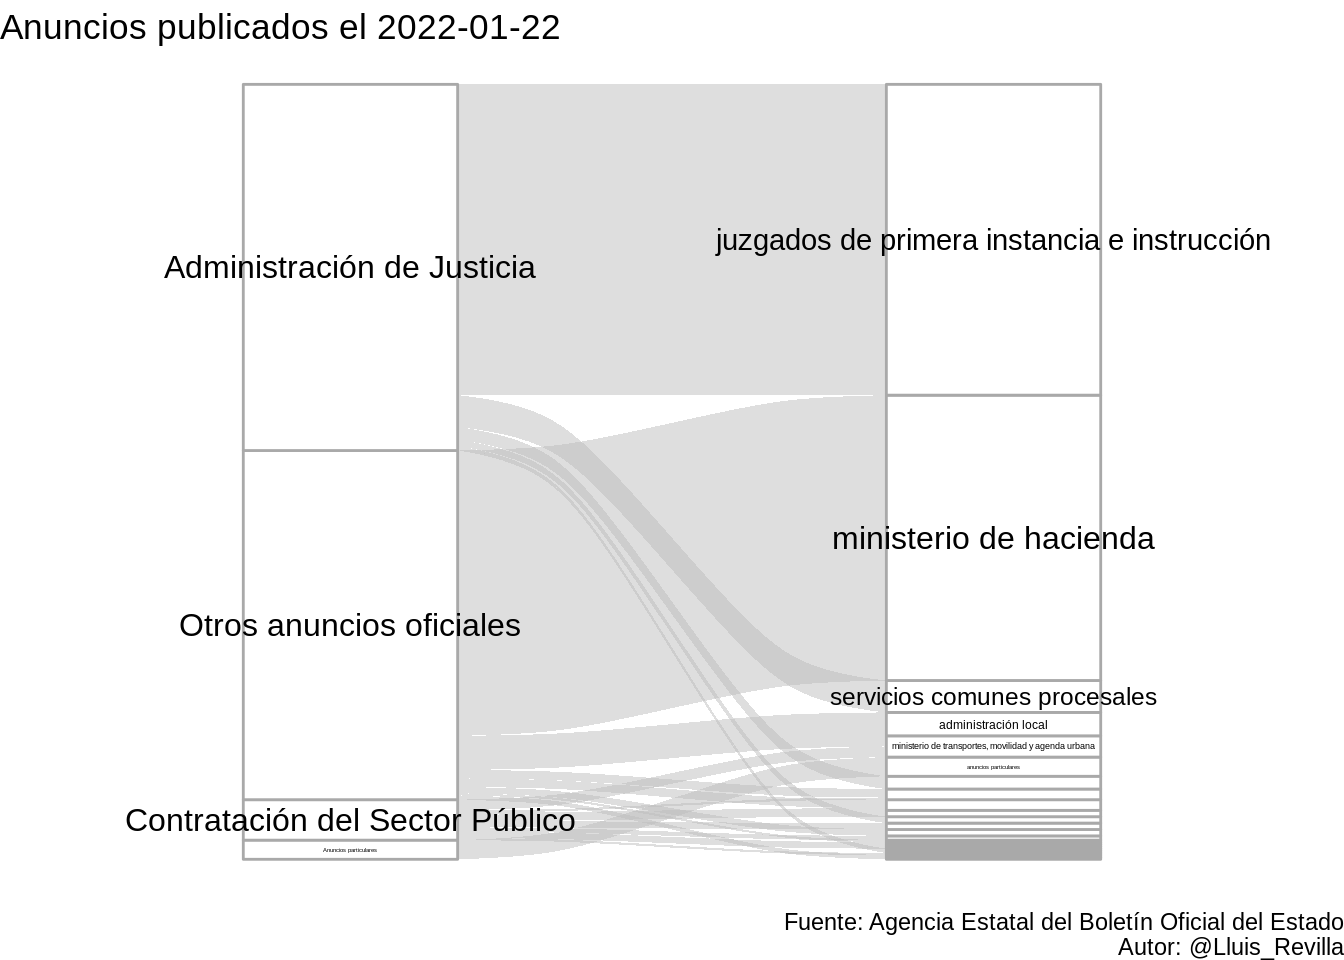 Anuncios publicados el 2022-01-22
Administración de Justicia
Otros anuncios oficiales
Contratación del Sector Público
Anuncios particulares
juzgados de primera instancia e instrucción
ministerio de hacienda
servicios comunes procesales
administración local
ministerio de transportes, movilidad y agenda urbana
anuncios particulares
Fuente: Agencia Estatal del Boletín Oficial del Estado
Autor: @Lluis_Revilla